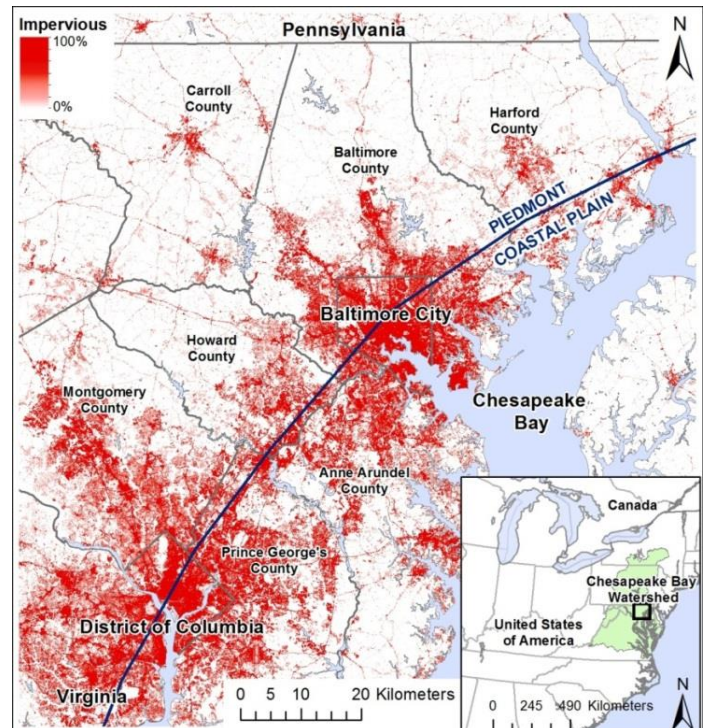 Impervious
100%
0%
Pennsylvania
N
Carroll
County
Harford
County
Baltimore
County
PIEDMONT
COASTAL PLAIN
Baltimore City
Howard
County
Montgomery
County
Chesapeake
Bay
Anne Arundel
County
Prince George's
County
District of Columbia
Virginia
0 10 20 Kilometers
Canada
Chesapeake Bay
Watershed
United States
of America
N
0 245 490 Kilometers